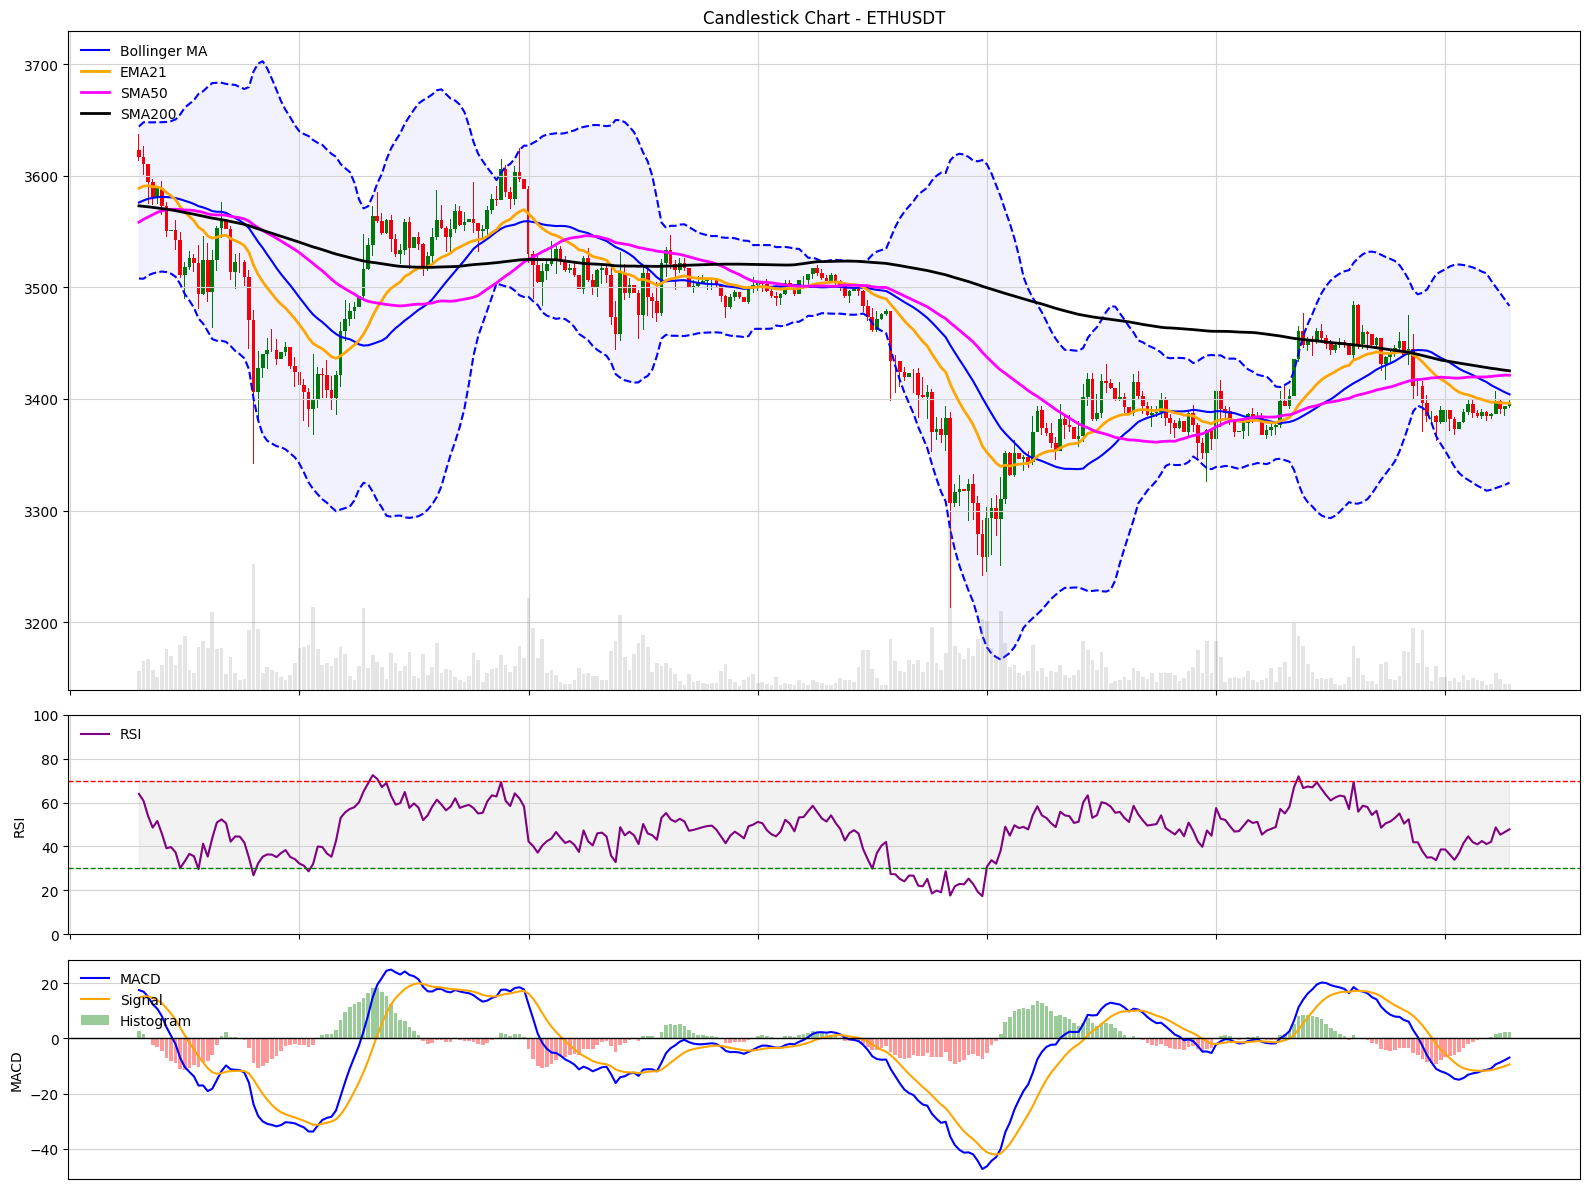 Candlestick Chart - ETHUSDT
Bollinger MA
EMA21
SMA50
SMA200
3700
3600
3500
3400
3300
3200
RSI
100
80
60
40
20
0
RSI
MACD
Signal
Histogram
20
0
−20
−40
MACD